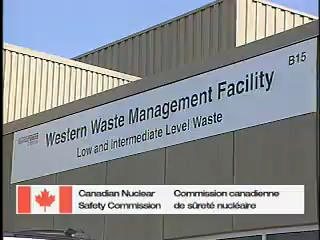 B15
Western Waste Management Facility
Low and Intermediate Level Waste
Canadian Nuclear
Safety Commission
Commission canadienne
de sûreté nucléaire